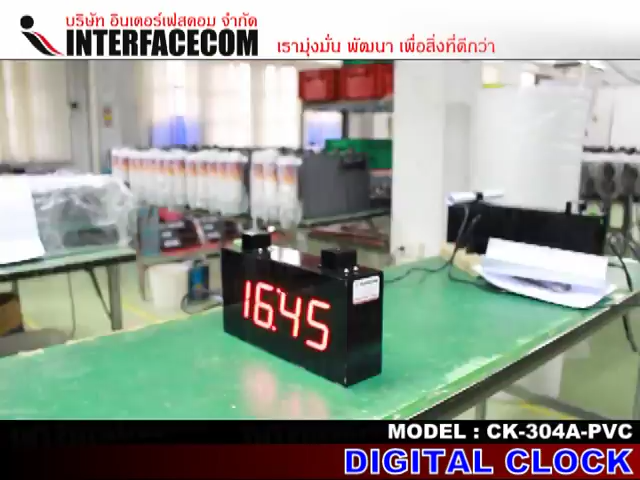 บริษัท อินเตอร์เฟสคอม จำกัด
INTERFACECOM
เรามุ่งมั่น พัฒนา เพื่อสิ่งที่ดีกว่า
16:45
MODEL : CK-304A-PVC
DIGITAL CLOCK